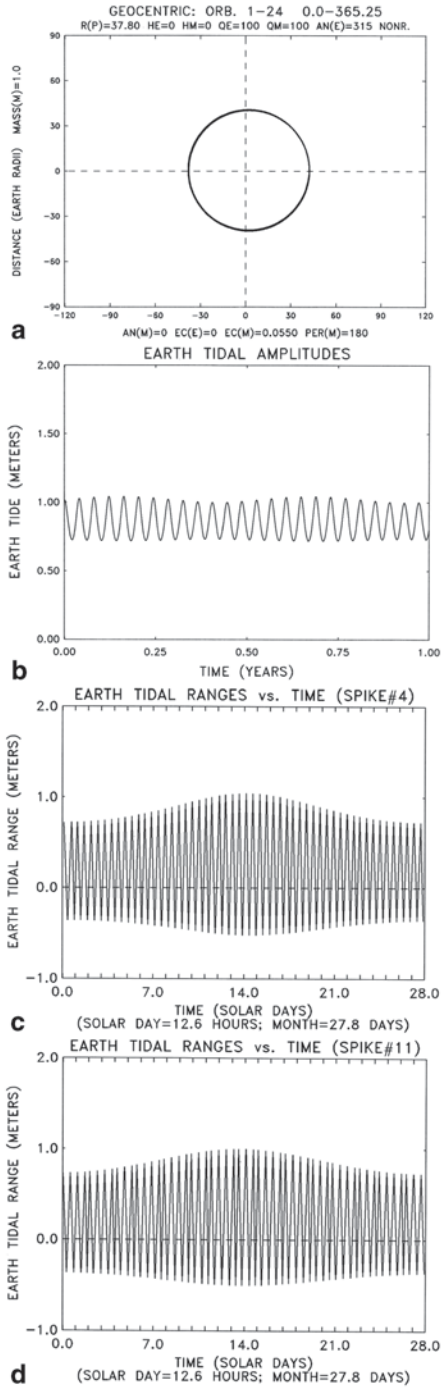 GEOCENTRIC: ORB. 1-24 0.0-365.25
R(P)=37.80 HE=0 HM=0 QE=100 QM=100 AN(E)=315 NONR.
DISTANCE (EARTH RADII) MASS(M)=1.0
90
60
30
0
-30
-60
-90
-120 -90 -60 -30 0 30 60 90 120
AN(M)=0 EC(E)=0 EC(M)=0.0550 PER(M)=180
a
EARTH TIDAL AMPLITUDES
EARTH TIDE (METERS)
2.00
1.50
1.00
0.50
0.00
0.00 0.25 0.50 0.75 1.00
TIME (YEARS)
b
EARTH TIDAL RANGES vs. TIME (SPIKE#4)
EARTH TIDAL RANGE (METERS)
2.0
1.0
0.0
-1.0
0.0 7.0 14.0 21.0 28.0
TIME (SOLAR DAYS)
(SOLAR DAY=12.6 HOURS; MONTH=27.8 DAYS)
c
EARTH TIDAL RANGES vs. TIME (SPIKE#11)
EARTH TIDAL RANGE (METERS)
2.0
1.0
0.0
-1.0
0.0 7.0 14.0 21.0 28.0
TIME (SOLAR DAYS)
(SOLAR DAY=12.6 HOURS; MONTH=27.8 DAYS)
d